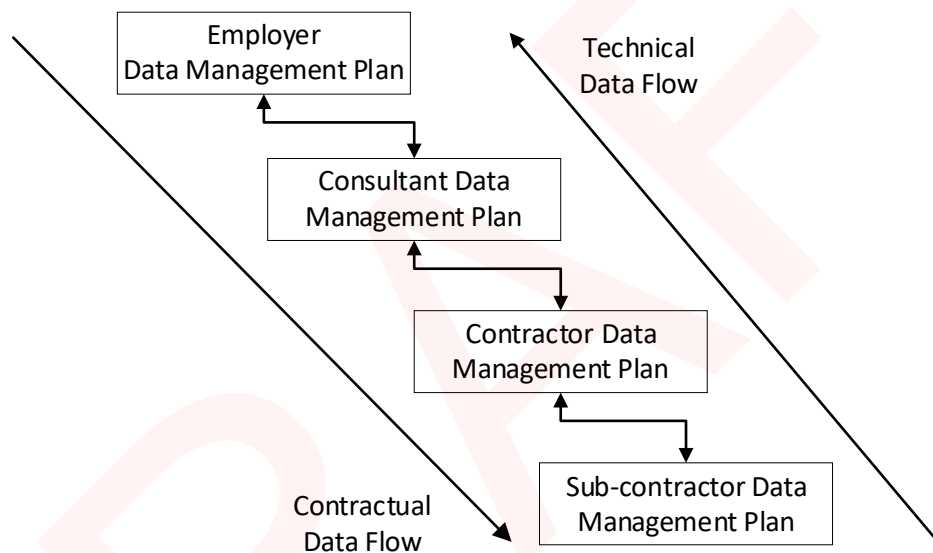 Employer
Data Management Plan
Technical
Data Flow
Consultant Data
Management Plan
Contractor Data
Management Plan
Sub-contractor Data
Management Plan
Contractual
Data Flow